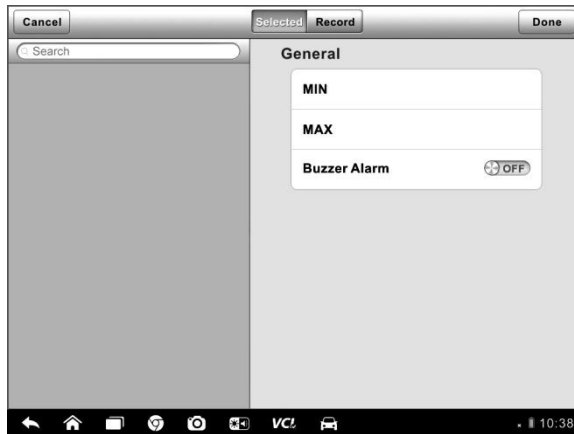 Cancel
Selected Record
Done
Search
General
MIN
MAX
Buzzer Alarm OFF
VCI 10:38